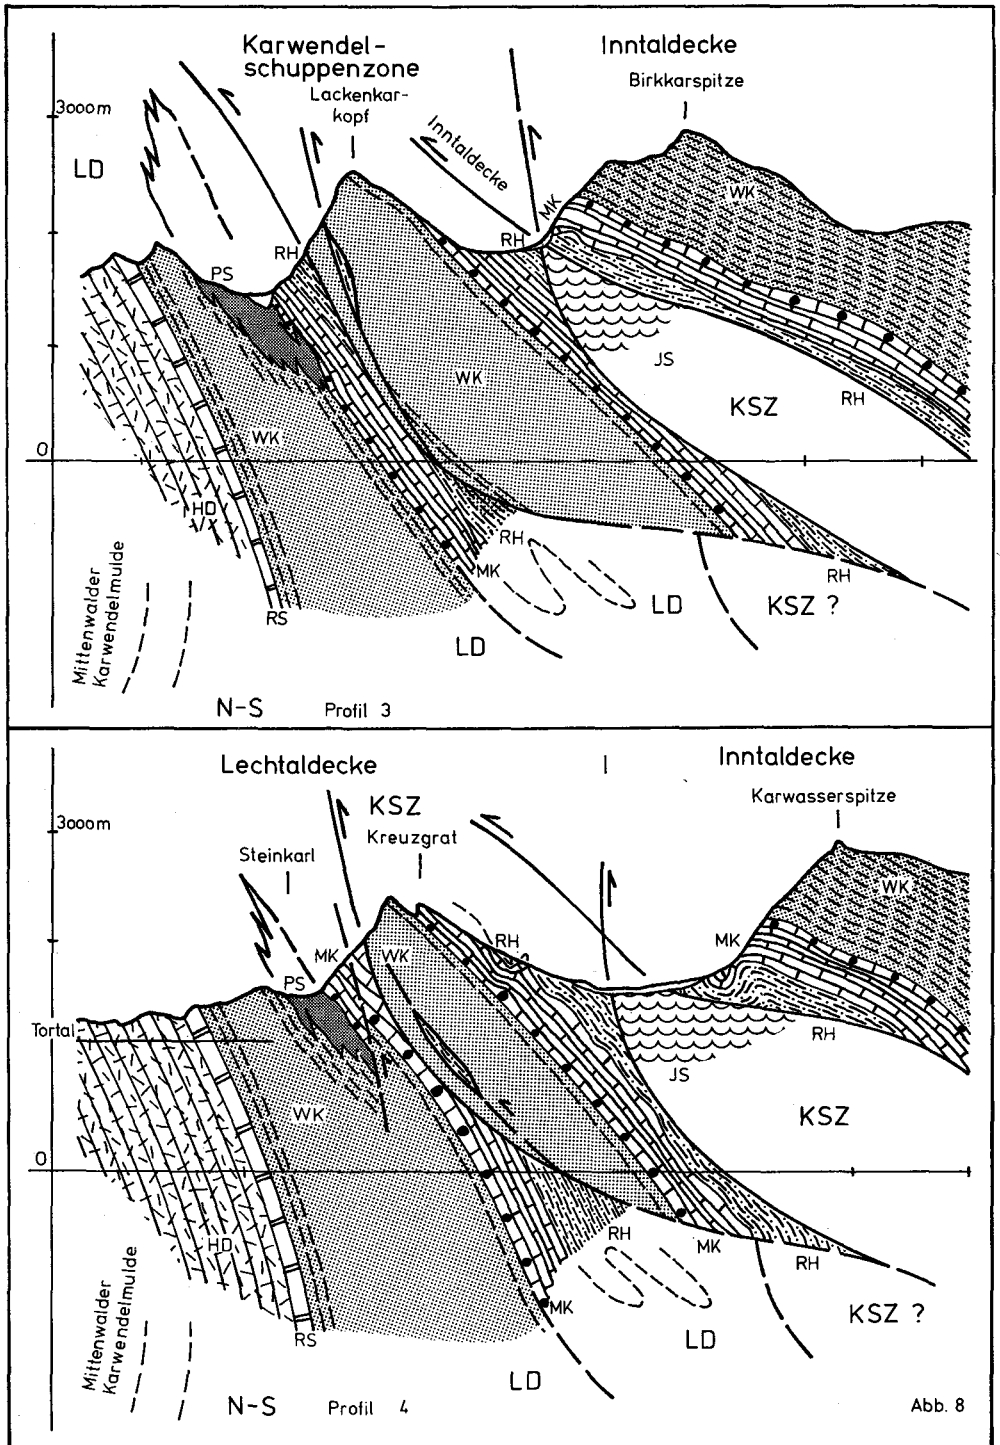 Karwendel-
schuppenzone
Inntaldecke
Lackenkar-
kopf
Birkkarspitze
3000m
LD
Inntaldecke
WK
MK
RH
RH
PS
JS
WK
KSZ
RH
WK
0
HD
RH
MK
RH
LD
KSZ ?
RS
LD
Mittenwalder
Karwendelmulde
N-S
Profil 3
Lechtaldecke
Inntaldecke
KSZ
Karwasserspitze
3000m
Kreuzgrat
Steinkarl
WK
RH
MK
MK
WK
PS
Tortal
RH
JS
WK
KSZ
0
RH
MK
HD
RH
MK
KSZ ?
RS
LD
Mittenwalder
Karwendelmulde
LD
N-S
Profil 4
Abb. 8